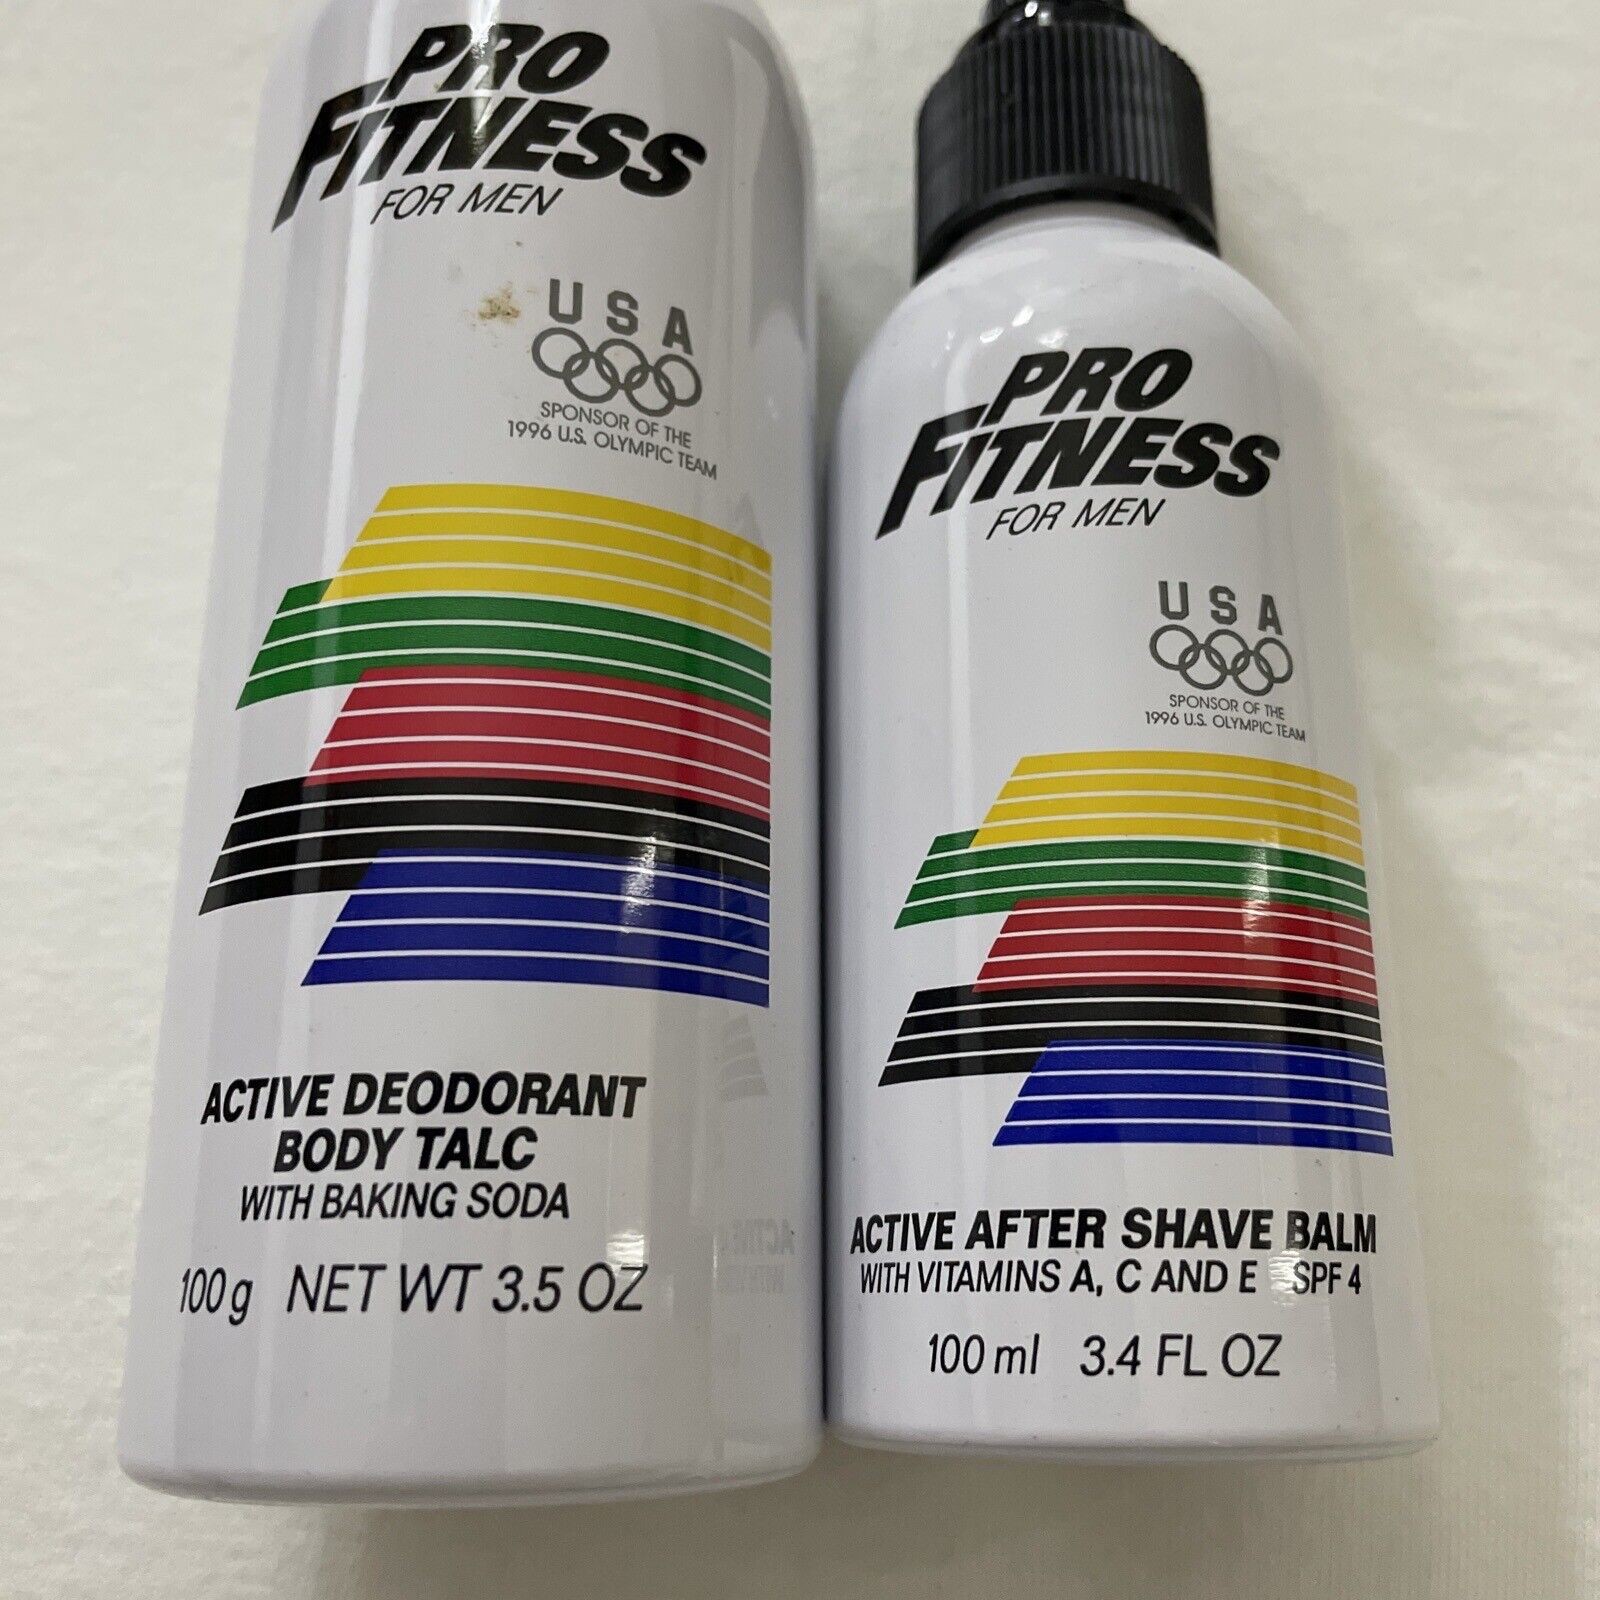 PRO
FITNESS
FOR MEN
USA
SPONSOR OF THE
1996 U.S. OLYMPIC TEAM
ACTIVE DEODORANT
BODY TALC
WITH BAKING SODA
100 g NET WT 3.5 OZ
PRO
FITNESS
FOR MEN
USA
SPONSOR OF THE
1996 U.S. OLYMPIC TEAM
ACTIVE AFTER SHAVE BALM
WITH VITAMINS A, C AND E SPF 4
100 ml 3.4 FL OZ